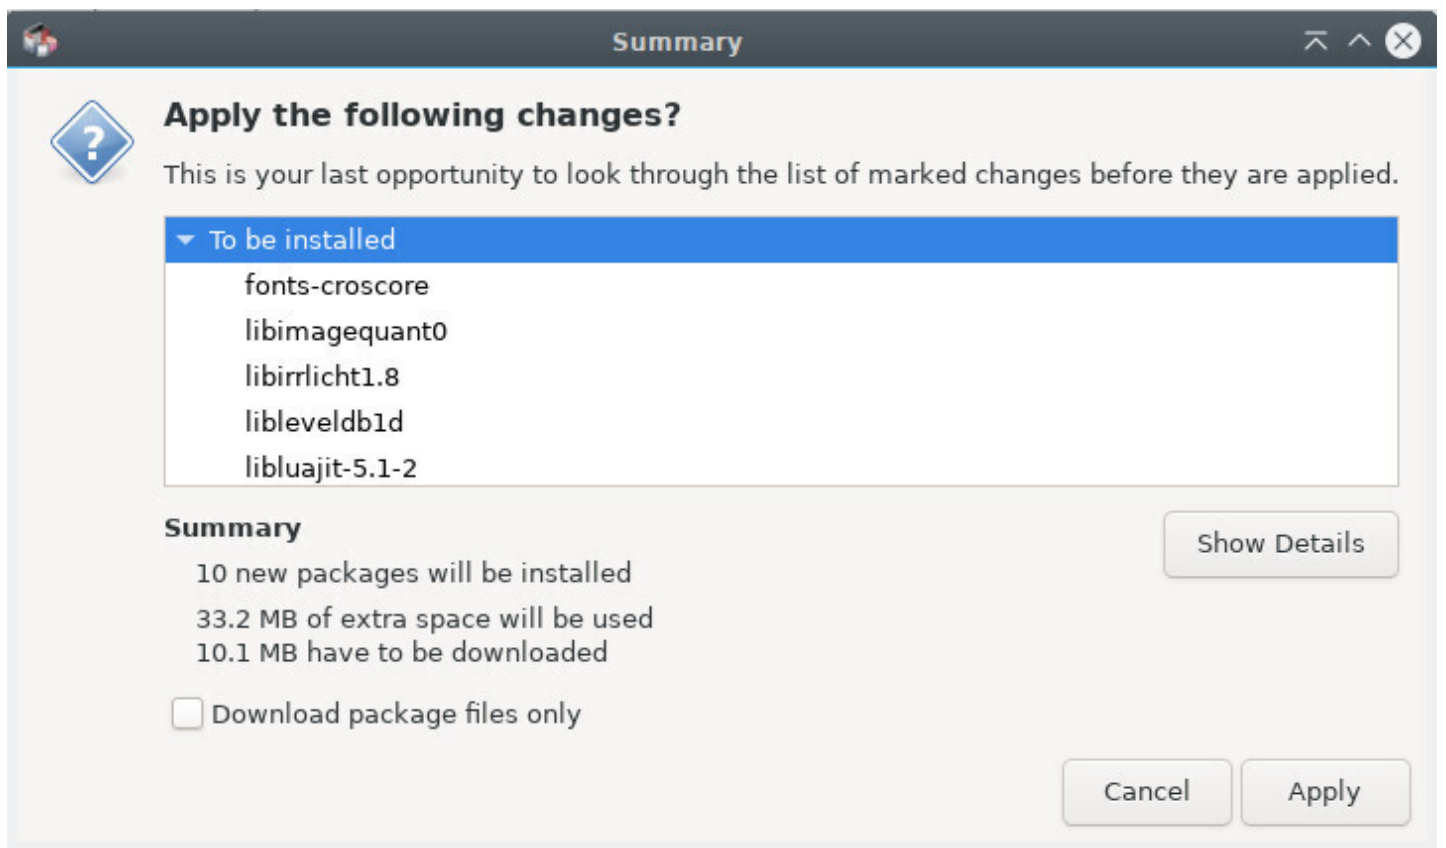 Summary
Apply the following changes?
This is your last opportunity to look through the list of marked changes before they are applied.
To be installed
fonts-croscore
libimagequant0
libirrlicht1.8
libleveldb1d
libluajit-5.1-2
Summary
Show Details
10 new packages will be installed
33.2 MB of extra space will be used
10.1 MB have to be downloaded
Download package files only
Cancel
Apply